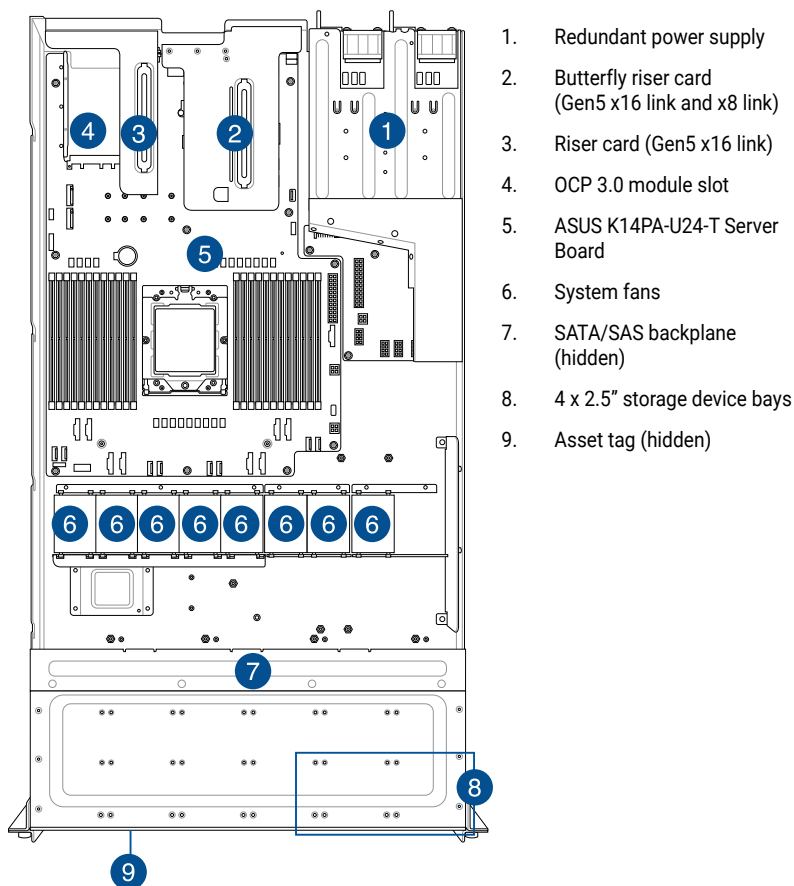 1. Redundant power supply
2. Butterfly riser card
(Gen5 x16 link and x8 link)
3. Riser card (Gen5 x16 link)
4. OCP 3.0 module slot
5. ASUS K14PA-U24-T Server
Board
6. System fans
7. SATA/SAS backplane
(hidden)
8. 4 x 2.5” storage device bays
9. Asset tag (hidden)
4
3
2
1
5
6 6 6 6 6 6 6 6
7
8
9